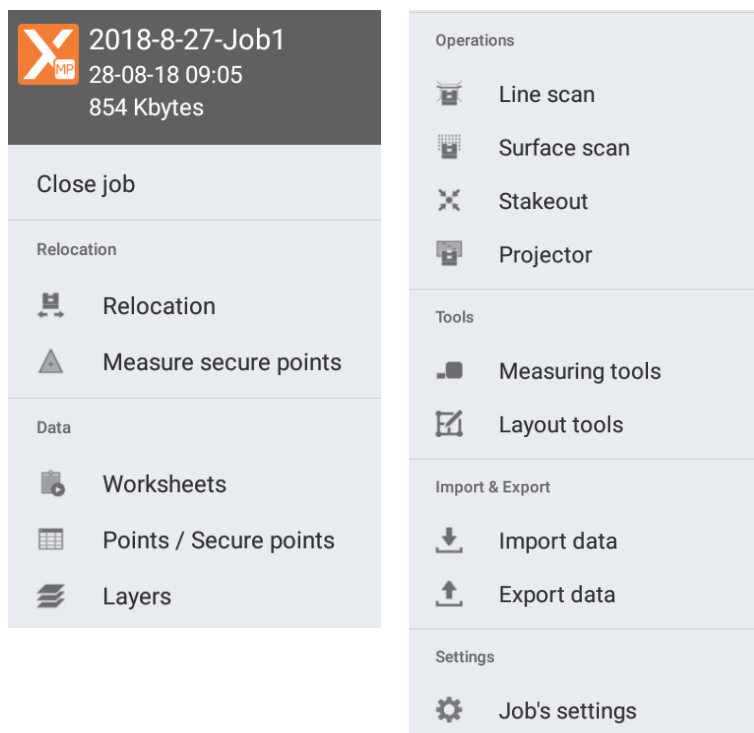 MP
2018-8-27-Job1
28-08-18 09:05
854 Kbytes
Close job
Relocation
Relocation
Measure secure points
Data
Worksheets
Points / Secure points
Layers
Operations
Line scan
Surface scan
Stakeout
Projector
Tools
Measuring tools
Layout tools
Import & Export
Import data
Export data
Settings
Job's settings